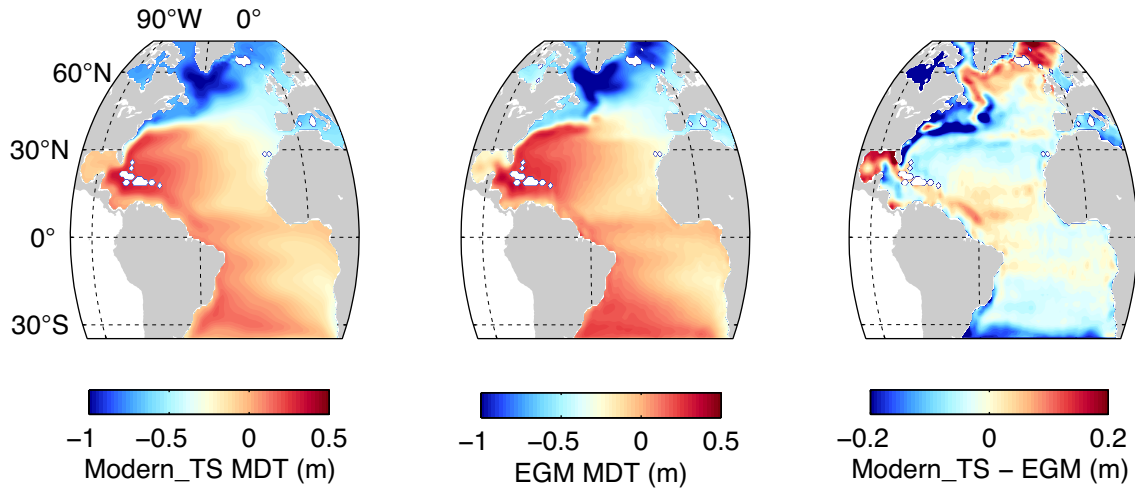 90°W 0°
60°N
30°N
0°
30°S
−1 −0.5 0 0.5
Modern_TS MDT (m)
−1 −0.5 0 0.5
EGM MDT (m)
−0.2 0 0.2
Modern_TS − EGM (m)